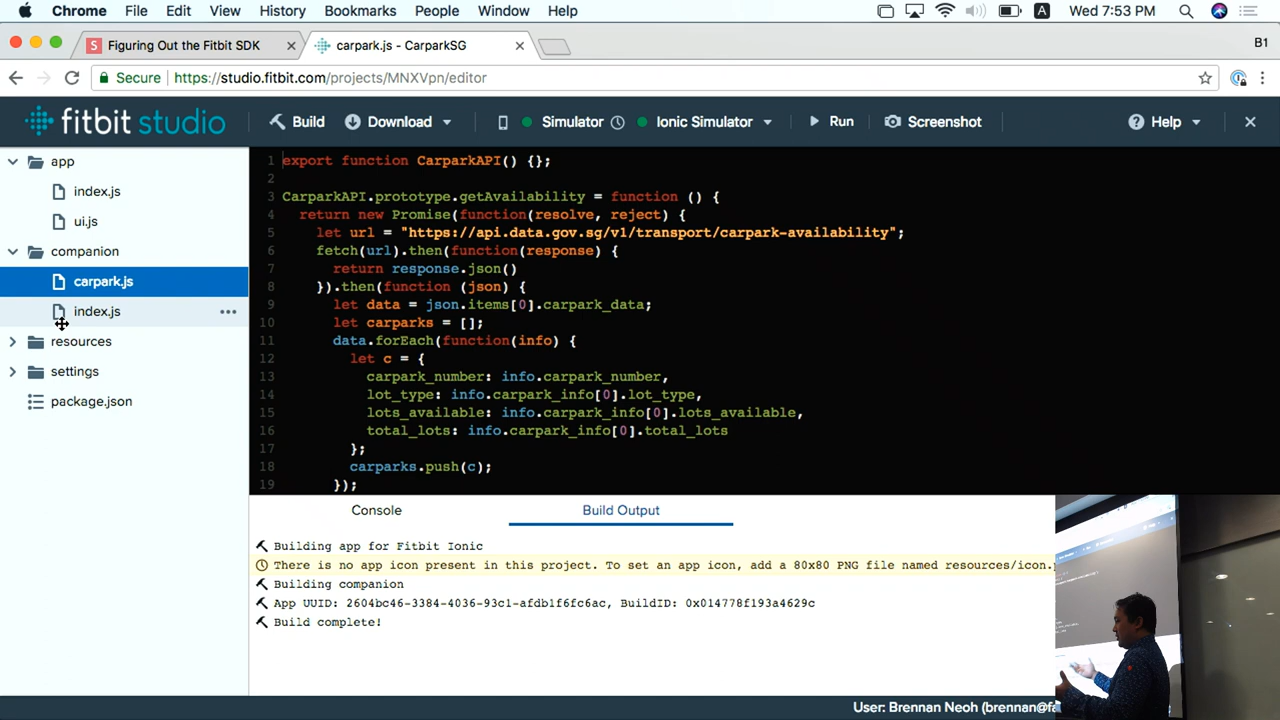 Chrome File Edit View History Bookmarks People Window Help A Wed 7:53 PM
S Figuring Out the Fitbit SDK × carpark.js - CarparkSG × B1
Secure https://studio.fitbit.com/projects/MNXVpn/editor
fitbit studio Build Download Simulator Ionic Simulator Run Screenshot Help ×
app
index.js
ui.js
companion
carpark.js
index.js
resources
settings
package.json
1 export function CarparkAPI() {};
2
3 CarparkAPI.prototype.getAvailability = function () {
4 return new Promise(function(resolve, reject) {
5 let url = "https://api.data.gov.sg/v1/transport/carpark-availability";
6 fetch(url).then(function(response) {
7 return response.json()
8 }).then(function (json) {
9 let data = json.items[0].carpark_data;
10 let carparks = [];
11 data.forEach(function(info) {
12 let c = {
13 carpark_number: info.carpark_number,
14 lot_type: info.carpark_info[0].lot_type,
15 lots_available: info.carpark_info[0].lots_available,
16 total_lots: info.carpark_info[0].total_lots
17 };
18 carparks.push(c);
19 });
Console Build Output
Building app for Fitbit Ionic
There is no app icon present in this project. To set an app icon, add a 80x80 PNG file named resources/icon.
Building companion
App UUID: 2604bc46-3384-4036-93c1-afdb1f6fc6ac, BuildID: 0x014778f193a4629c
Build complete!
User: Brennan Neoh (brennan@fa